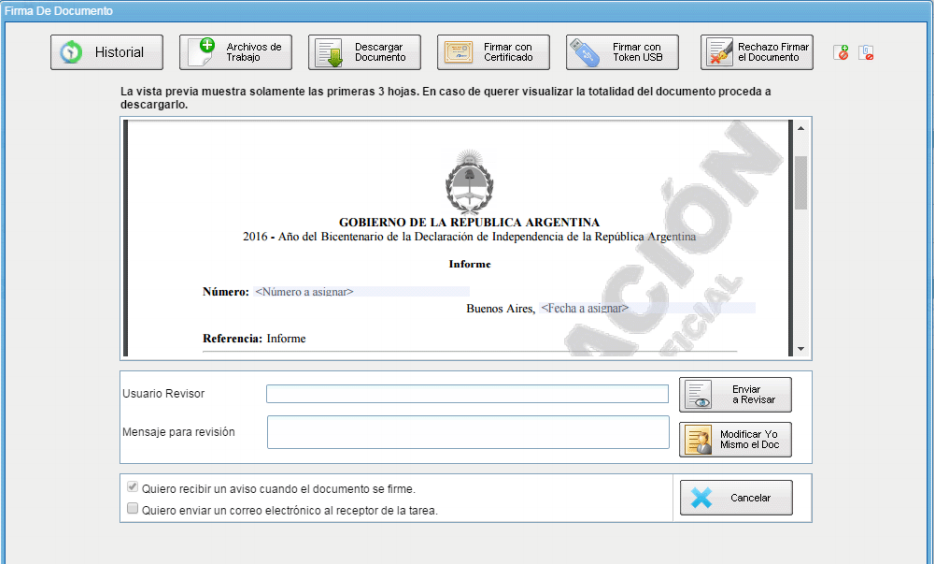 Firma De Documento
Historial
Archivos de
Trabajo
Descargar
Documento
Firmar con
Certificado
Firmar con
Token USB
Rechazo Firmar
el Documento
La vista previa muestra solamente las primeras 3 hojas. En caso de querer visualizar la totalidad del documento proceda a
descargarlo.
GOBIERNO DE LA REPUBLICA ARGENTINA
2016 - Año del Bicentenario de la Declaración de Independencia de la República Argentina
Informe
Número: <Número a asignar>
Buenos Aires, <Fecha a asignar>
Referencia: Informe
ACIÓN
FICIAL
Usuario Revisor
Enviar
a Revisar
Mensaje para revisión
Modificar Yo
Mismo el Doc
Quiero recibir un aviso cuando el documento se firme.
Quiero enviar un correo electrónico al receptor de la tarea.
Cancelar